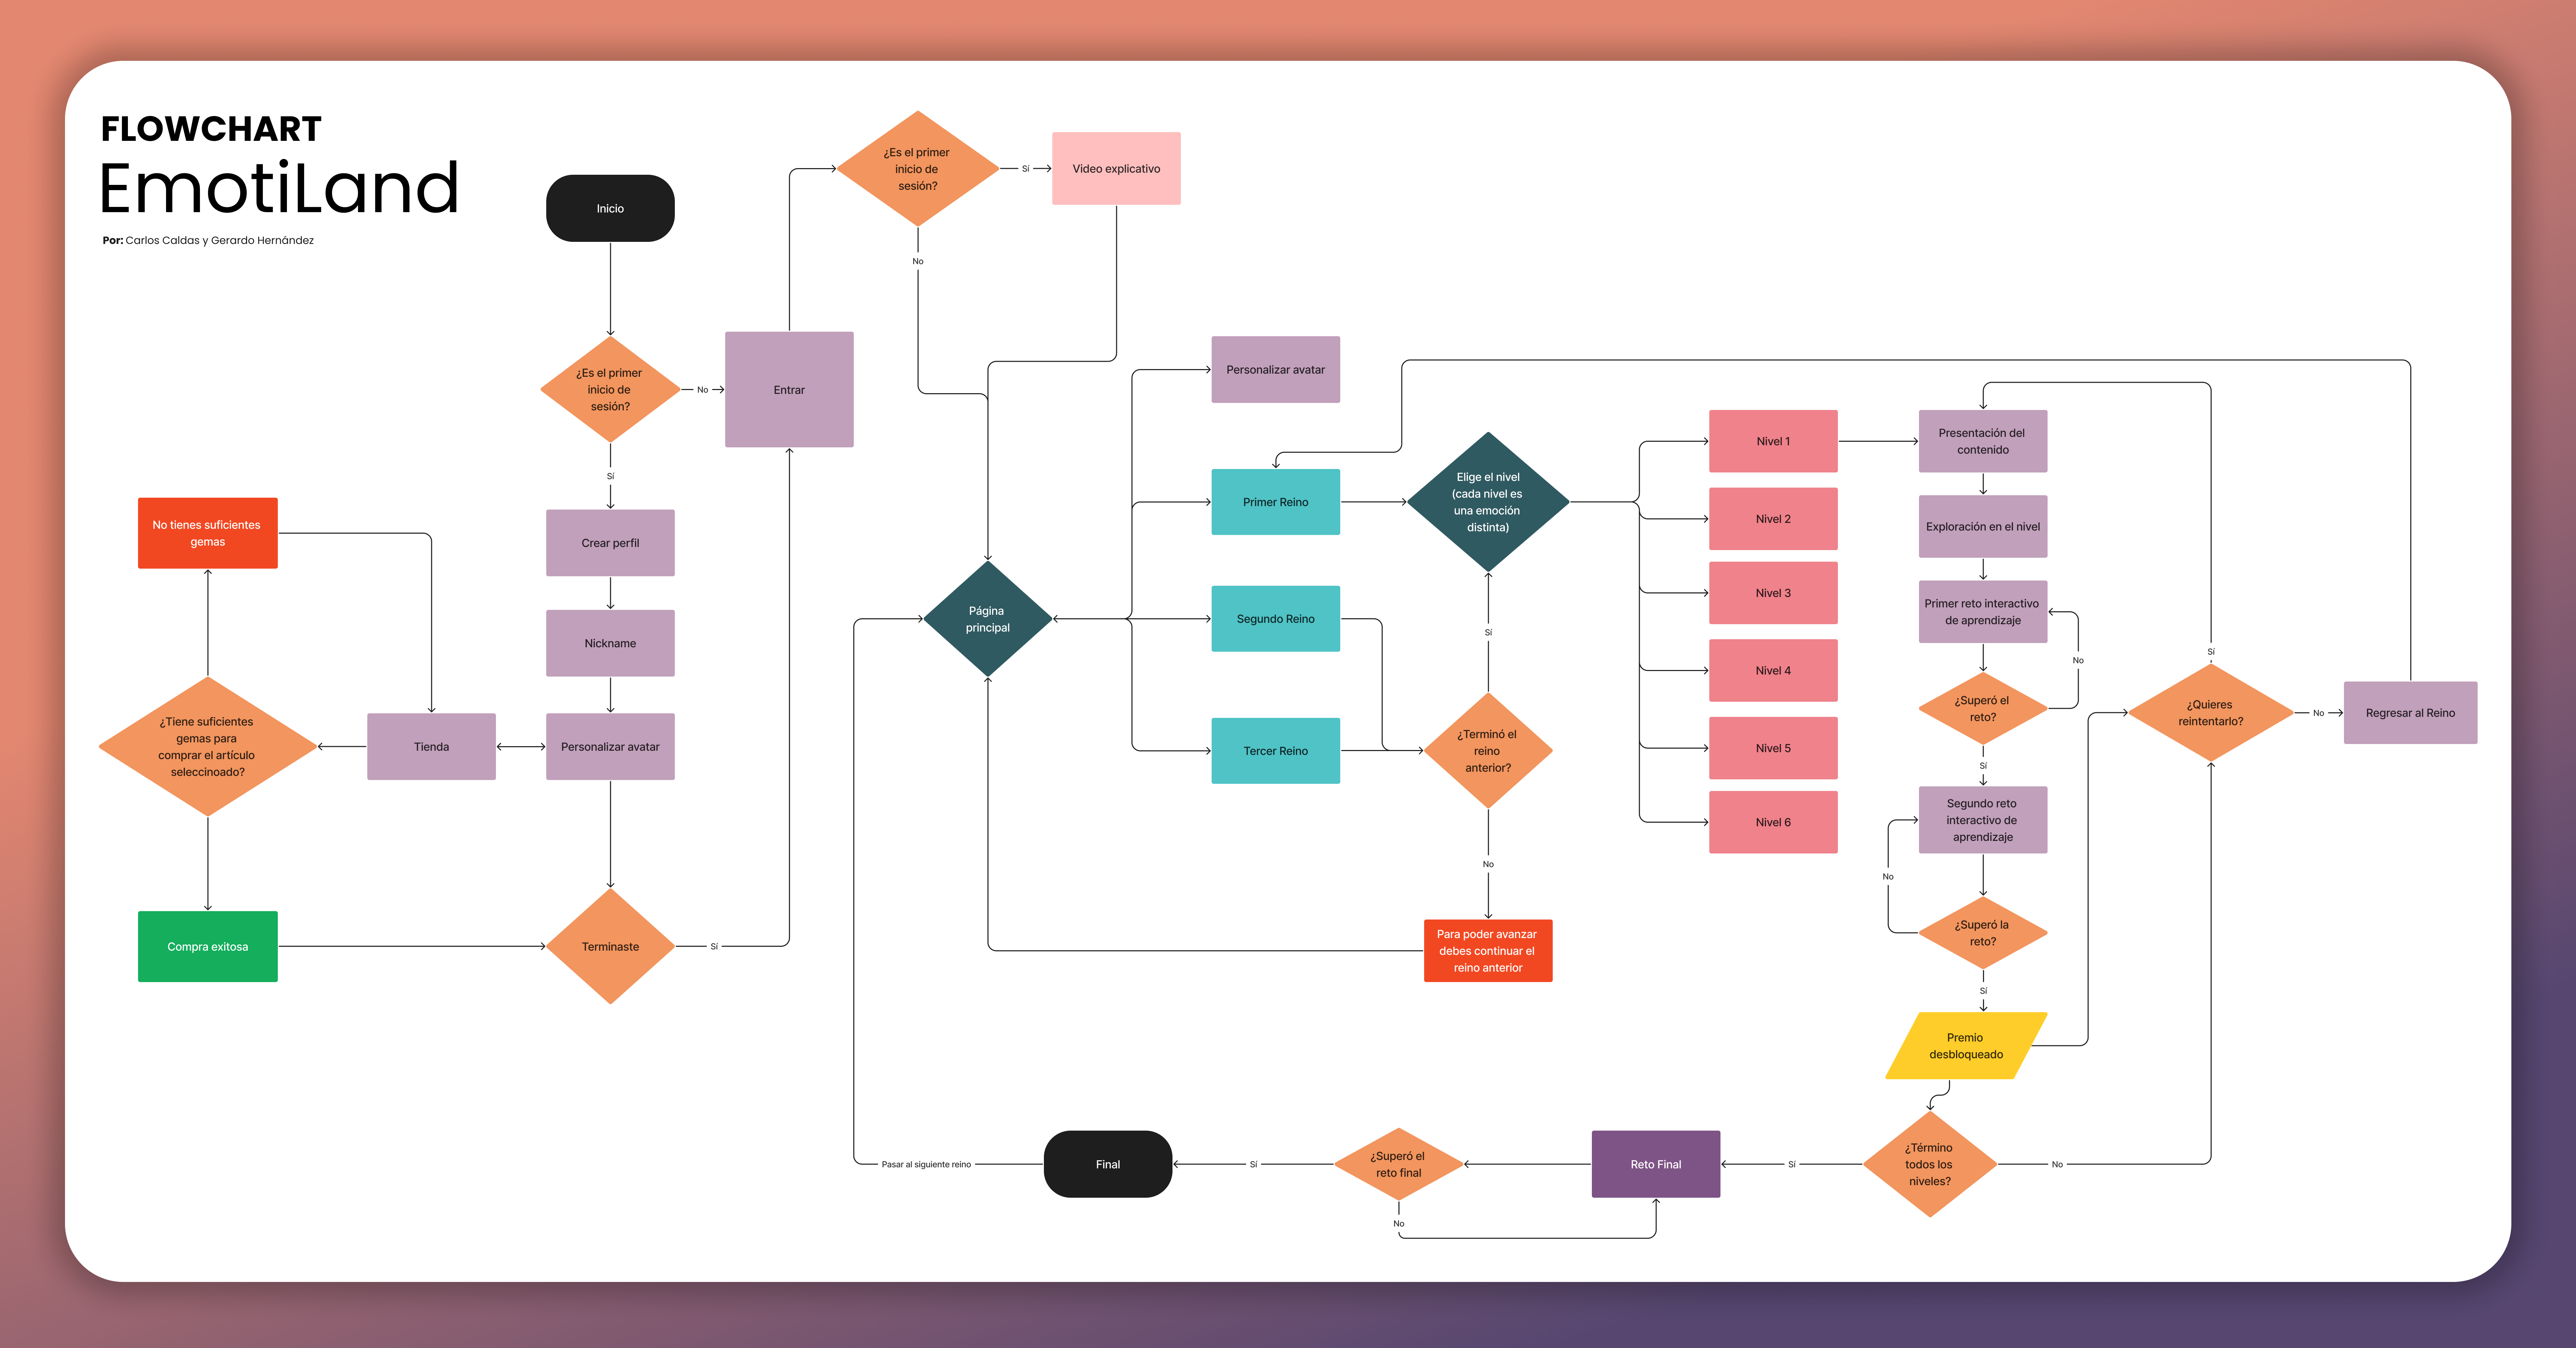 FLOWCHART
EmotiLand
Por: Carlos Caldas y Gerardo Hernández
Inicio
¿Es el primer
inicio de
sesión?
No
Sí
Entrar
Crear perfil
Nickname
Personalizar avatar
Tienda
¿Tiene suficientes
gemas para
comprar el artículo
seleccinoado?
No tienes suficientes
gemas
Compra exitosa
Terminaste
Sí
¿Es el primer
inicio de
sesión?
Sí
Video explicativo
No
Página
principal
Personalizar avatar
Primer Reino
Segundo Reino
Tercer Reino
Elige el nivel
(cada nivel es
una emoción
distinta)
Sí
¿Terminó el
reino
anterior?
No
Para poder avanzar
debes continuar el
reino anterior
Nivel 1
Nivel 2
Nivel 3
Nivel 4
Nivel 5
Nivel 6
Presentación del
contenido
Exploración en el nivel
Primer reto interactivo
de aprendizaje
No
¿Superó el
reto?
Sí
Segundo reto
interactivo de
aprendizaje
No
¿Superó la
reto?
Sí
Premio
desbloqueado
Sí
¿Quieres
reintentarlo?
No
Regresar al Reino
¿Término
todos los
niveles?
No
Sí
Reto Final
¿Superó el
reto final
No
Sí
Final
Pasar al siguiente reino